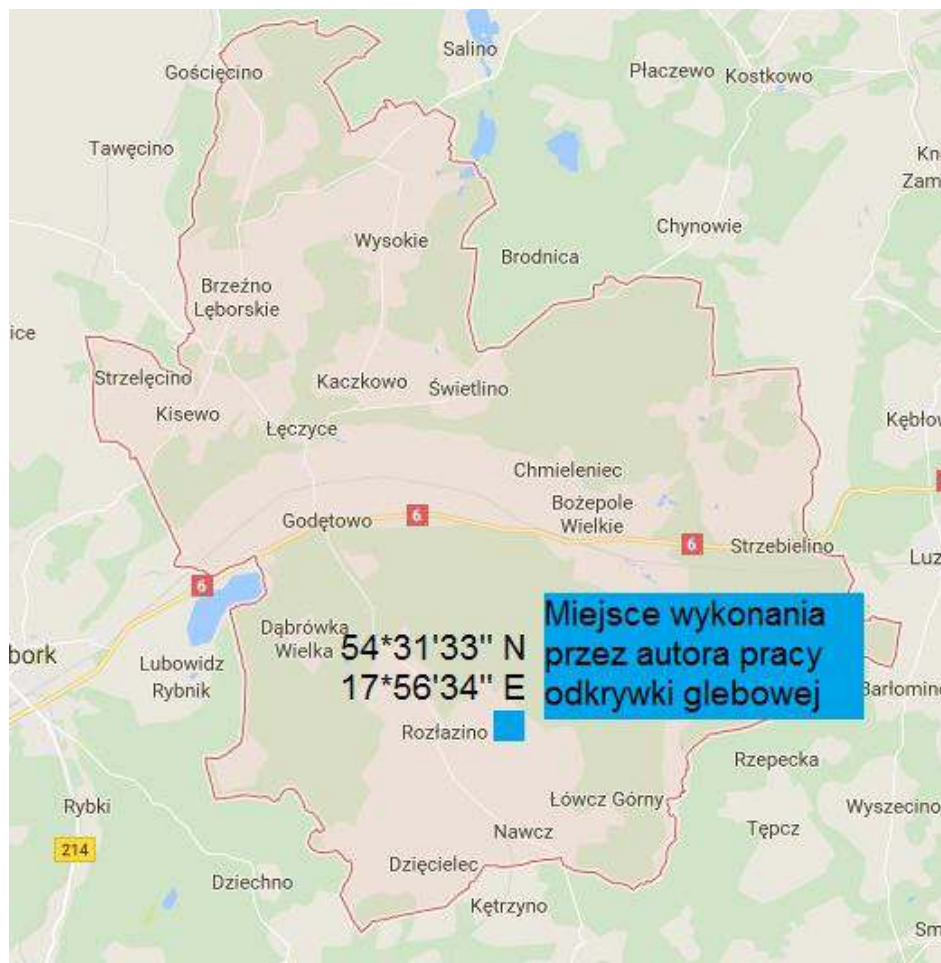 Salino
Gościęcino
Płaczewo
Kostkowo
Tawęcino
Kn
Zam
Chynowie
Wysokie
Brodnica
Brzeźno
Lęborskie
ice
Strzelęcino
Kaczkowo
Świetlino
Kisewo
Łęczyce
Kębłow
Chmieleniec
Bożepole
Wielkie
Godętowo
6
6
Strzebielino
Luz
6
Miejsce wykonania
przez autora pracy
odkrywki glebowej
Dąbrówka
Wielka
54*31'33'' N
17*56'34'' E
bork
Lubowidz
Rybnik
Barłomino
Rozłazino
Rzepecka
Łówcz Górny
Rybki
Wyszecino
Nawcz
Tępcz
214
Dzięcielec
Dziechno
Kętrzyno
Sm